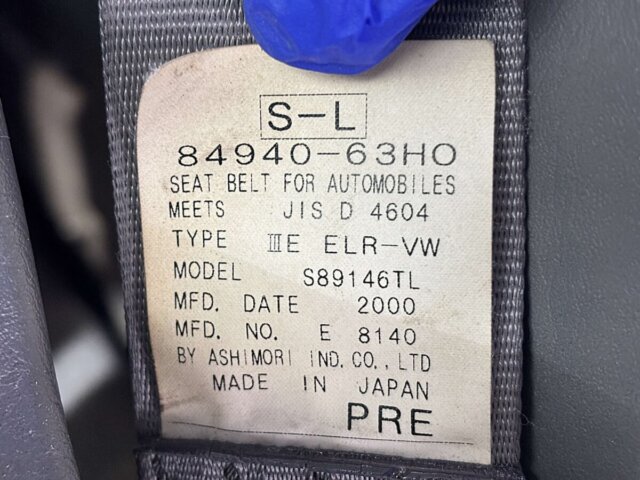 S-L
84940-63H0
SEAT BELT FOR AUTOMOBILES
MEETS JIS D 4604
TYPE ⅢE ELR-VW
MODEL S89146TL
MFD. DATE 2000
MFD. NO. E 8140
BY ASHIMORI IND. CO., LTD
MADE IN JAPAN
PRE